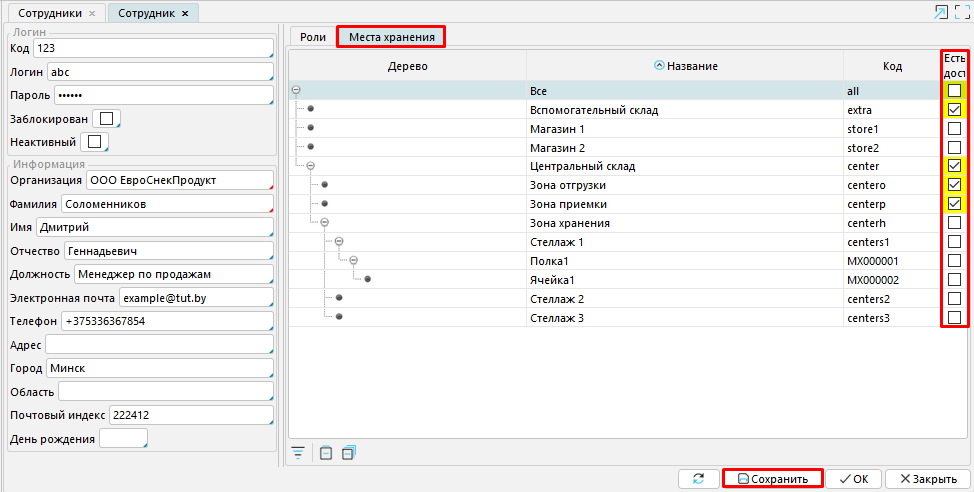 Сотрудники ×
Сотрудник ×
Логин
Код 123
Логин abc
Пароль ••••••
Заблокирован
Неактивный
Информация
Организация ООО ЕвроСнекПродукт
Фамилия Соломенников
Имя Дмитрий
Отчество Геннадьевич
Должность Менеджер по продажам
Электронная почта example@tut.by
Телефон +375336367854
Адрес
Город Минск
Область
Почтовый индекс 222412
День рождения
Роли
Места хранения
Дерево Название Код Есть
дост
Все all
Вспомогательный склад extra
Магазин 1 store1
Магазин 2 store2
Центральный склад center
Зона отгрузки centero
Зона приемки centerp
Зона хранения centerh
Стеллаж 1 centers1
Полка1 MX000001
Ячейка1 MX000002
Стеллаж 2 centers2
Стеллаж 3 centers3
Сохранить
OK
Закрыть